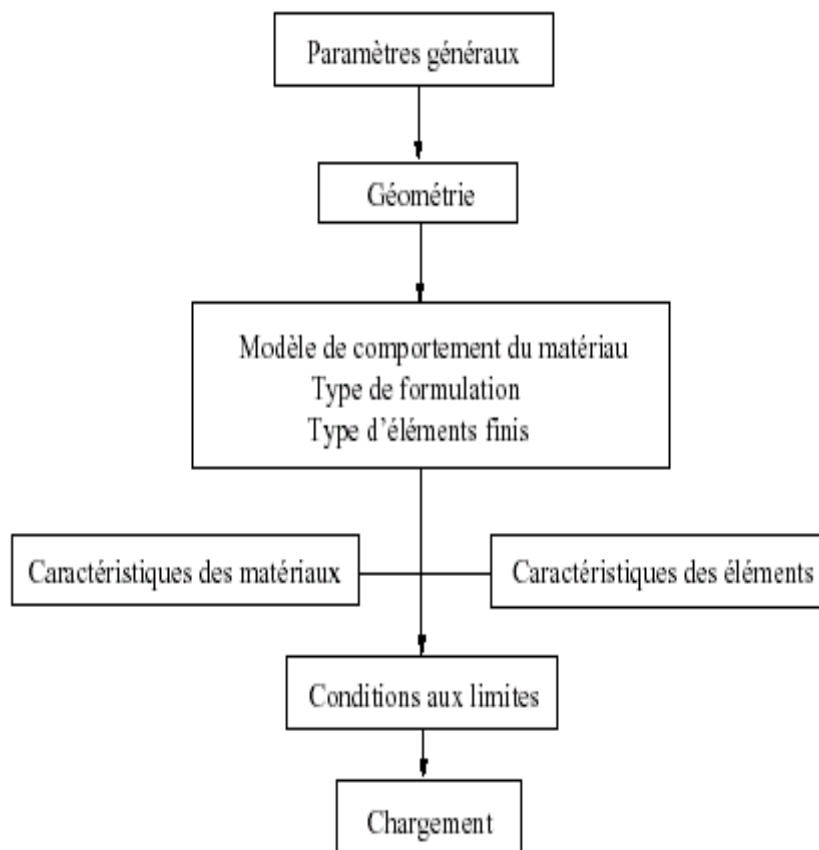 Paramètres généraux
Géométrie
Modèle de comportement du matériau
Type de formulation
Type d'éléments finis
Caractéristiques des matériaux
Caractéristiques des éléments
Conditions aux limites
Chargement